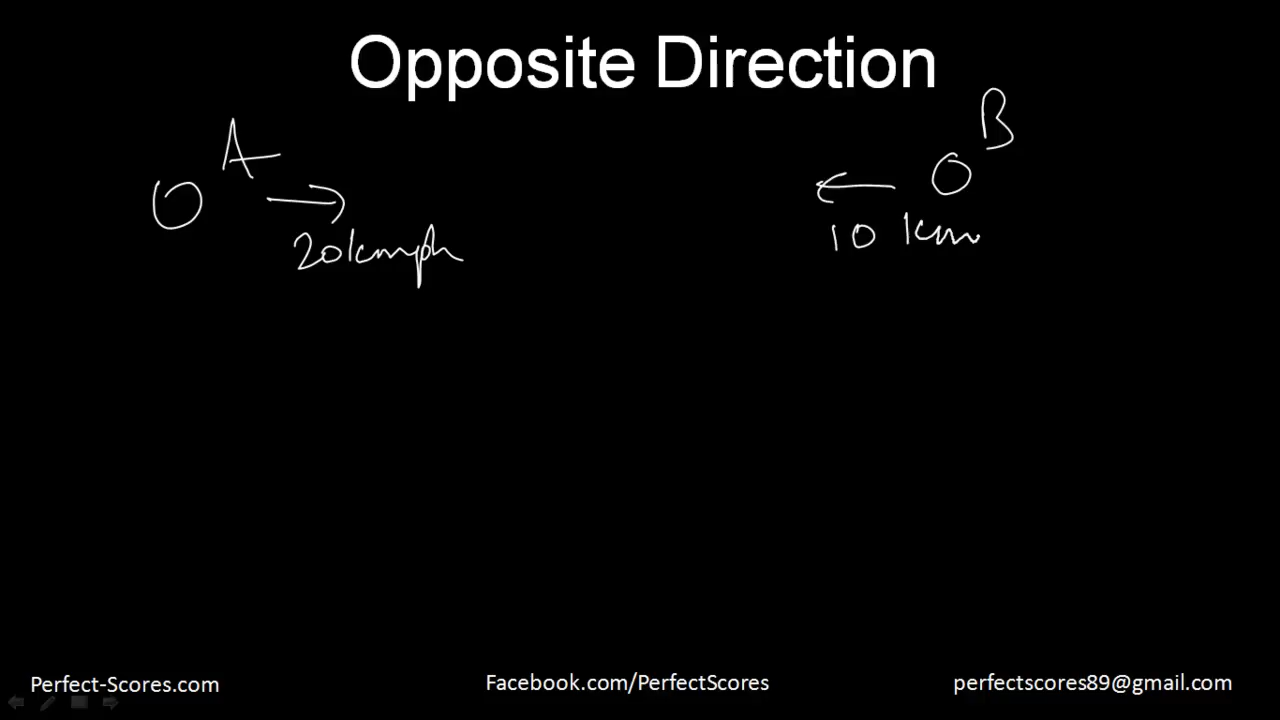 Opposite Direction
A
B
20kmph
10 km
Perfect-Scores.com
Facebook.com/PerfectScores
perfectscores89@gmail.com